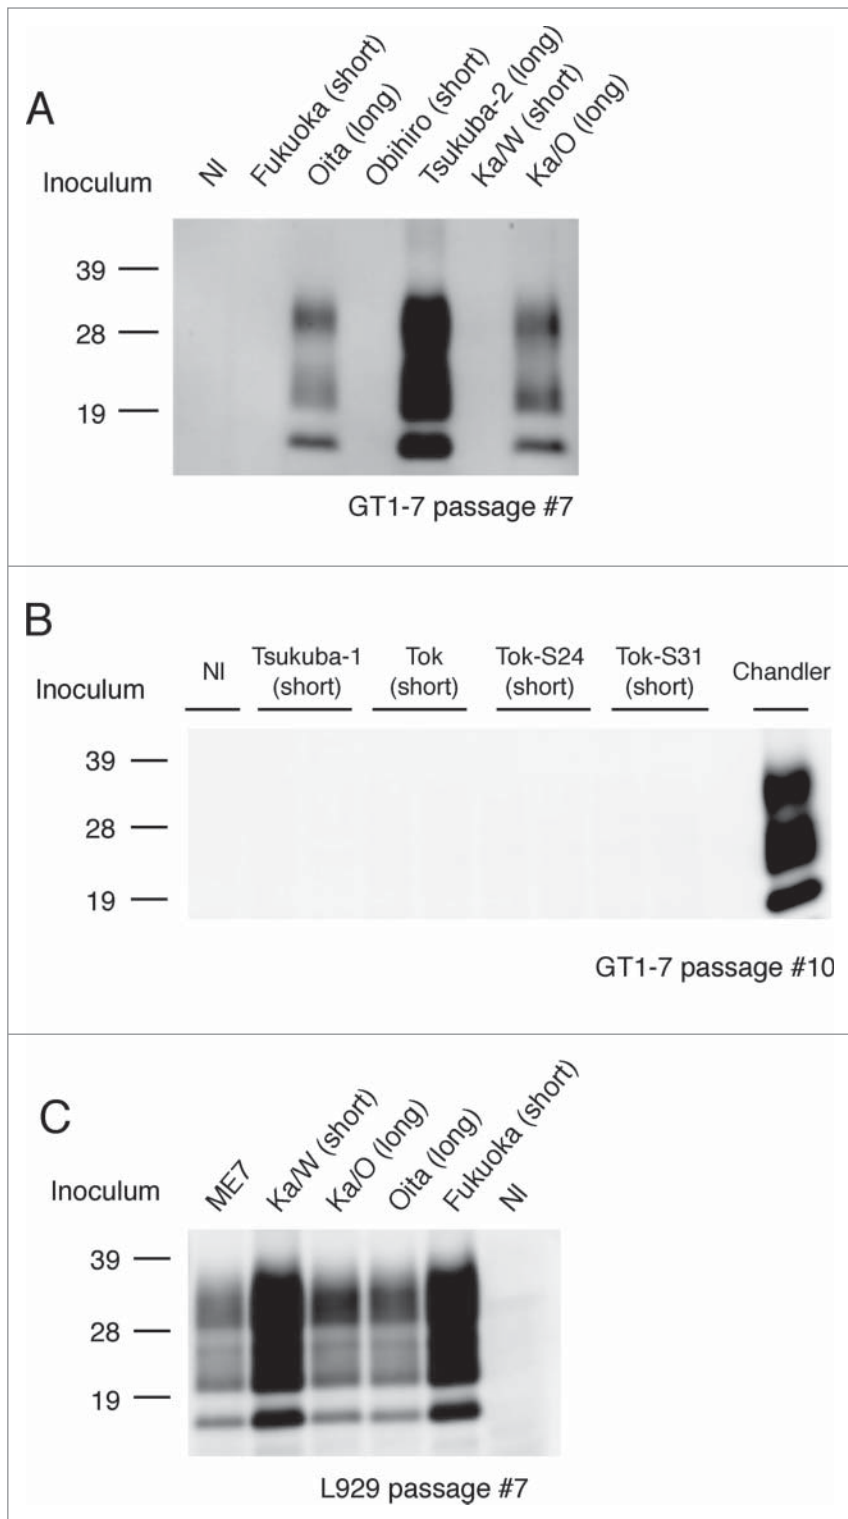 A
Inoculum
NI
Fukuoka (short)
Oita (long)
Obihiro (short)
Tsukuba-2 (long)
Ka/W (short)
Ka/O (long)
39
28
19
GT1-7 passage #7
B
Inoculum
NI
Tsukuba-1
(short)
Tok
(short)
Tok-S24
(short)
Tok-S31
(short)
Chandler
39
28
19
GT1-7 passage #10
C
Inoculum
ME7
Ka/W (short)
Ka/O (long)
Oita (long)
Fukuoka (short)
NI
39
28
19
L929 passage #7